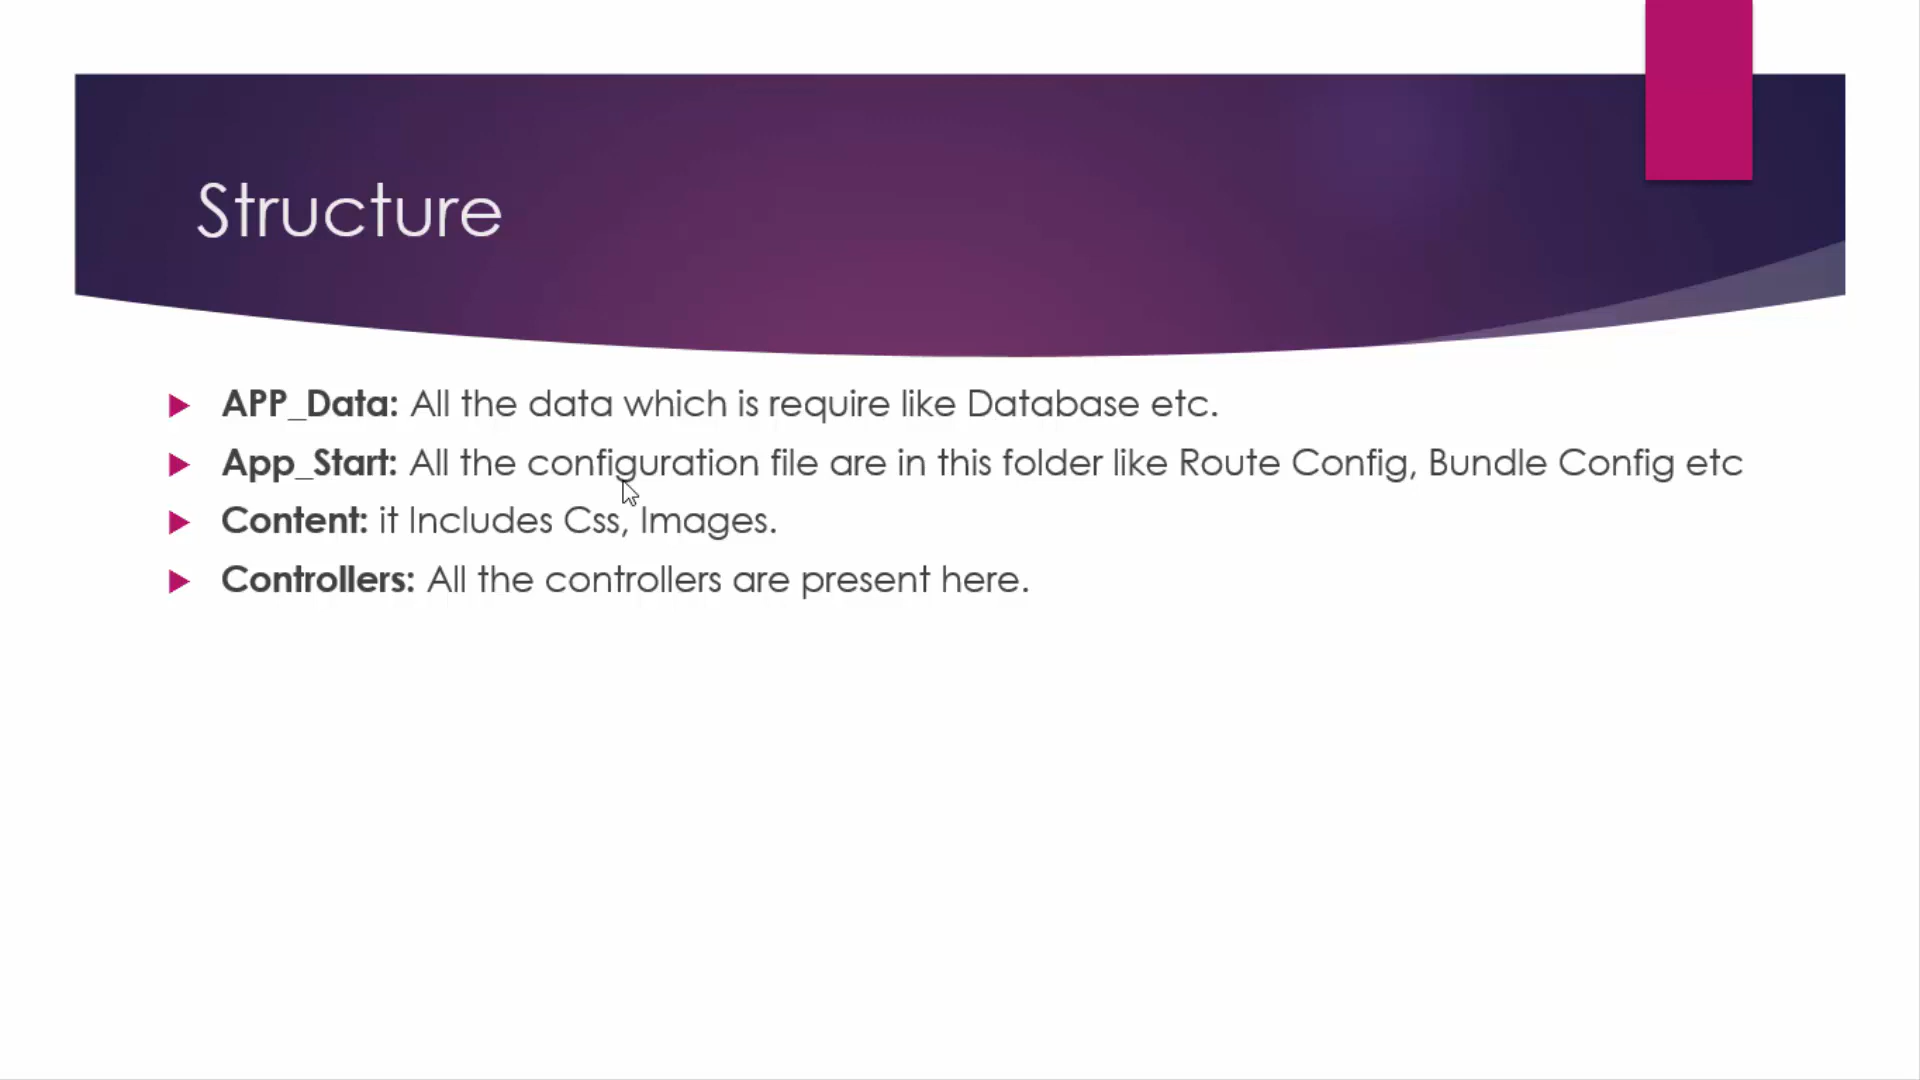 Structure
APP_Data: All the data which is require like Database etc.
App_Start: All the configuration file are in this folder like Route Config, Bundle Config etc
Content: it Includes Css, Images.
Controllers: All the controllers are present here.